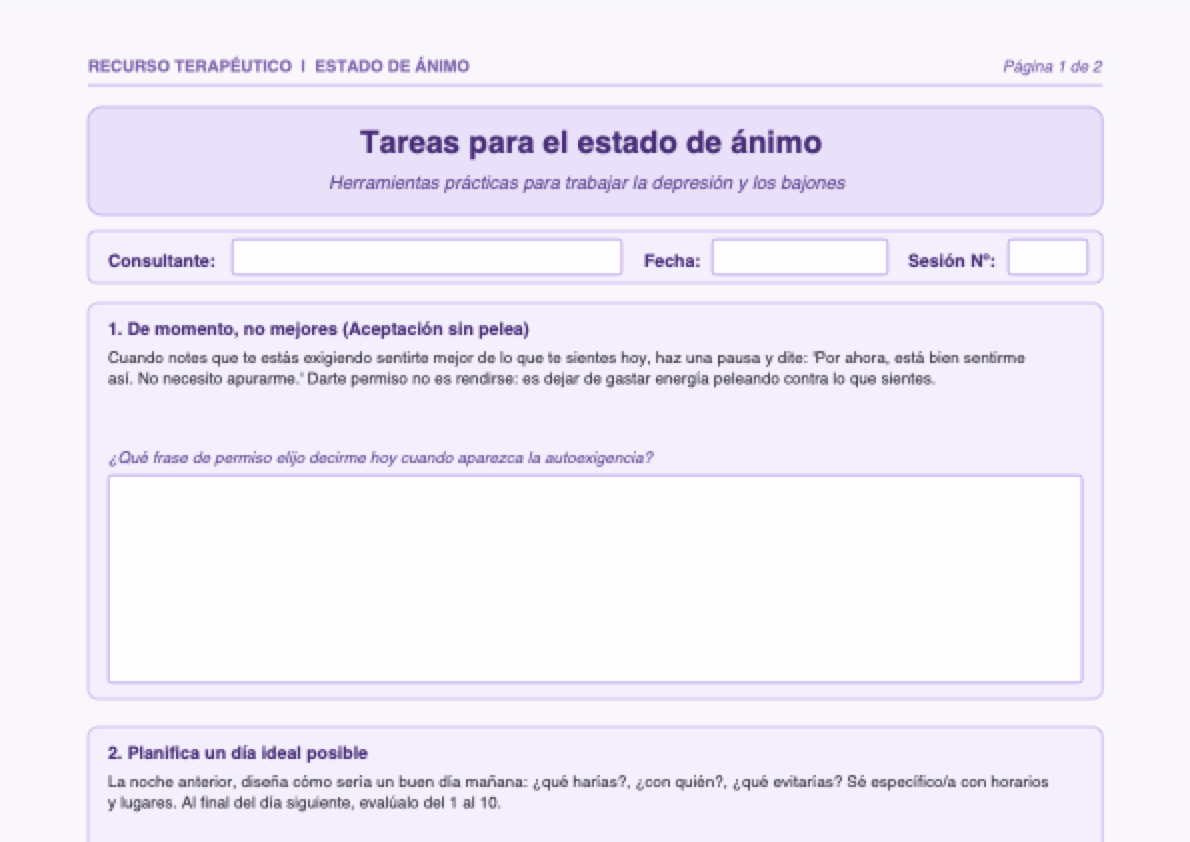 RECURSO TERAPÉUTICO | ESTADO DE ÁNIMO
Página 1 de 2
Tareas para el estado de ánimo
Herramientas prácticas para trabajar la depresión y los bajones
Consultante:
Fecha:
Sesión N°:
1. De momento, no mejores (Aceptación sin pelea)
Cuando notes que te estás exigiendo sentirte mejor de lo que te sientes hoy, haz una pausa y dite: 'Por ahora, está bien sentirme
así. No necesito apurarme.' Darte permiso no es rendirse: es dejar de gastar energía peleando contra lo que sientes.
¿Qué frase de permiso elijo decirme hoy cuando aparezca la autoexigencia?
2. Planifica un día ideal posible
La noche anterior, diseña cómo sería un buen día mañana: ¿qué harías?, ¿con quién?, ¿qué evitarías? Sé específico/a con horarios
y lugares. Al final del día siguiente, evalúalo del 1 al 10.